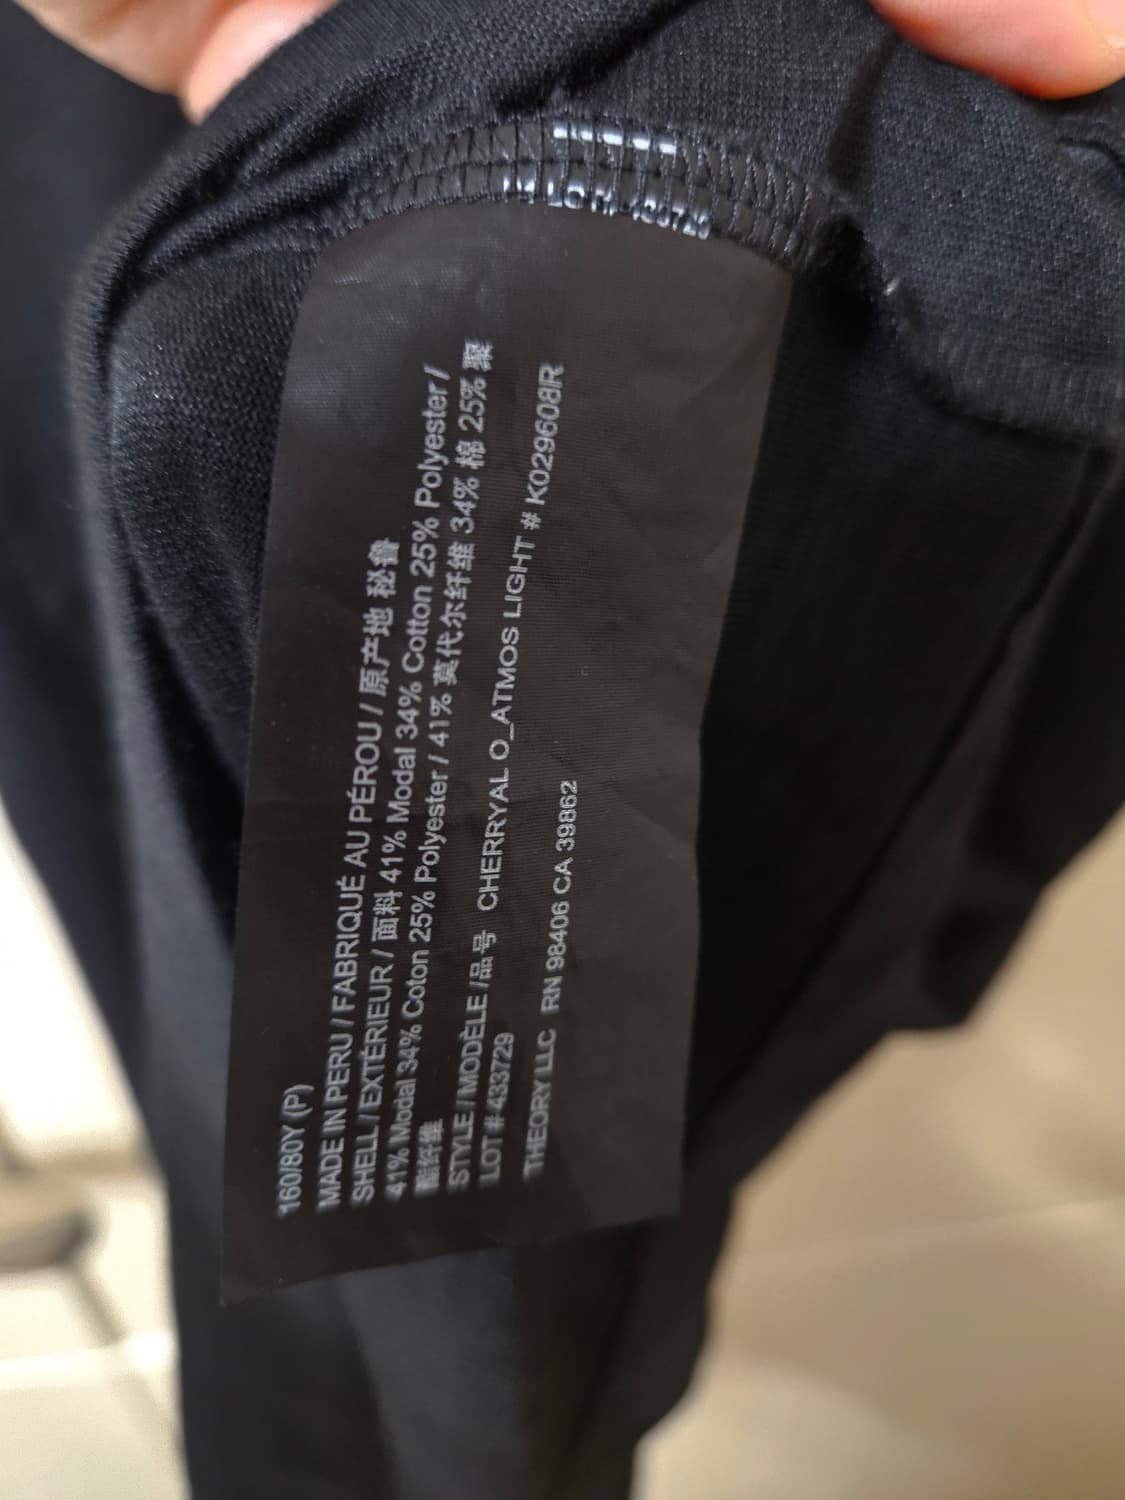 160/80Y (P)
MADE IN PERU / FABRIQUÉ AU PÉROU / 原产地 秘鲁
SHELL / EXTÉRIEUR / 面料 41% Modal 34% Cotton 25% Polyester /
41% Modal 34% Coton 25% Polyester / 41% 莫代尔纤维 34% 棉 25% 聚
酯纤维
STYLE / MODÈLE /品号 CHERRYAL O_ATMOS LIGHT # K029608IR
LOT # 433729
THEORY LLC RN 98406 CA 39862